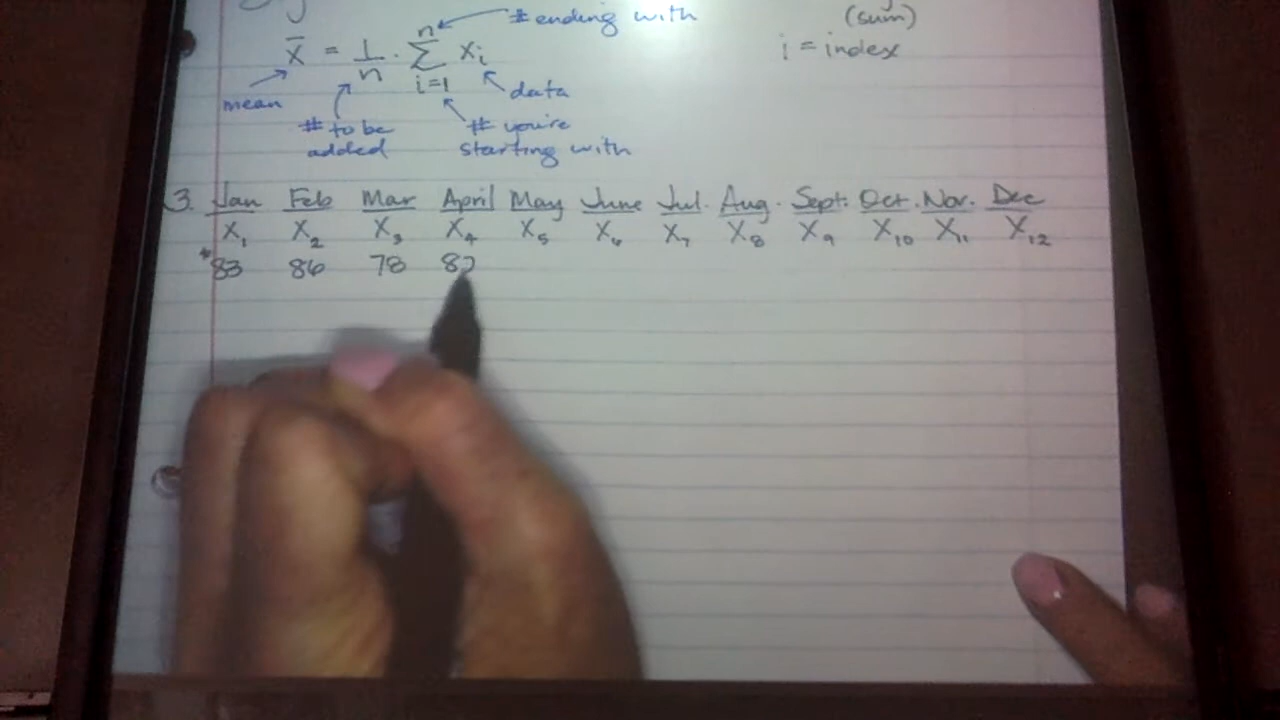 # ending with
(sum)
x̄ = 1/n · Σ xᵢ
n
i=1
i = index
mean
data
# to be added
# you're starting with
3. Jan Feb Mar April May June Jul. Aug. Sept. Oct. Nov. Dec
X₁ X₂ X₃ X₄ X₅ X₆ X₇ X₈ X₉ X₁₀ X₁₁ X₁₂
*83 86 78 82